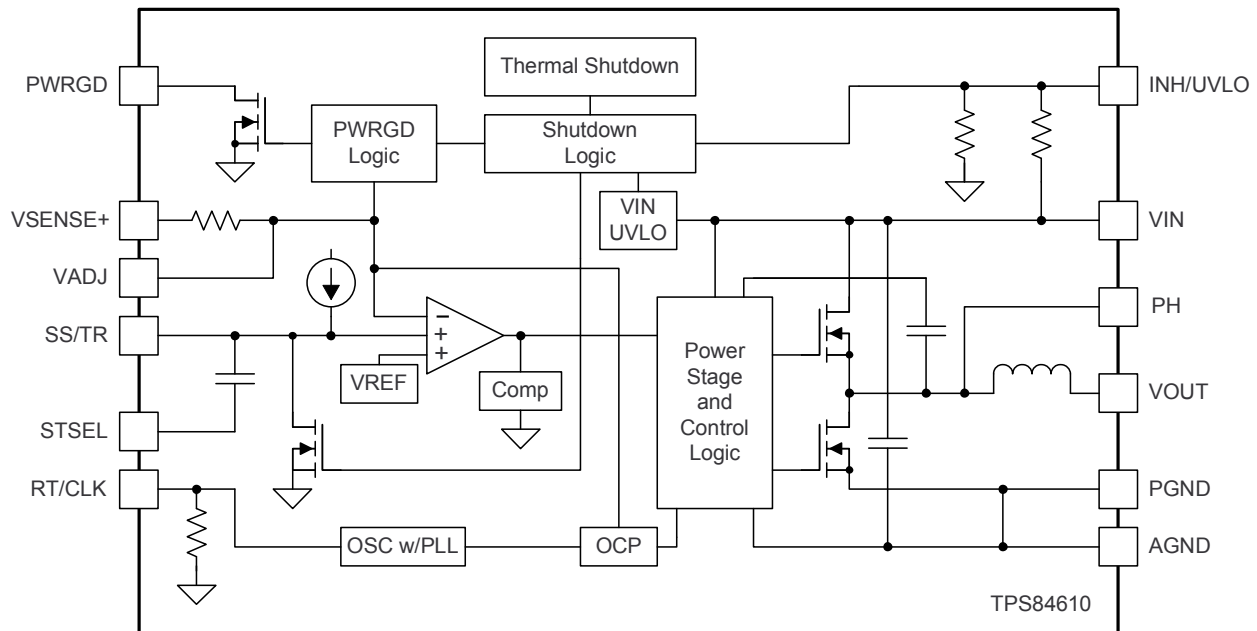 Thermal Shutdown
PWRGD
INH/UVLO
PWRGD
Logic
Shutdown
Logic
VSENSE+
VIN
UVLO
VIN
VADJ
PH
SS/TR
−
+
+
VREF
Comp
Power
Stage
and
Control
Logic
VOUT
STSEL
RT/CLK
PGND
OSC w/PLL
OCP
AGND
TPS84610